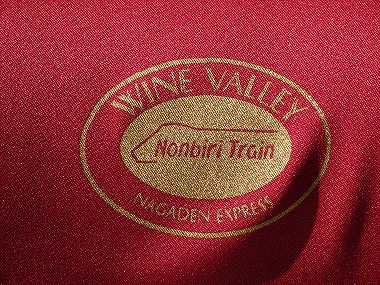 WINE VALLEY
Nonbiri Train
NAGADEN EXPRESS